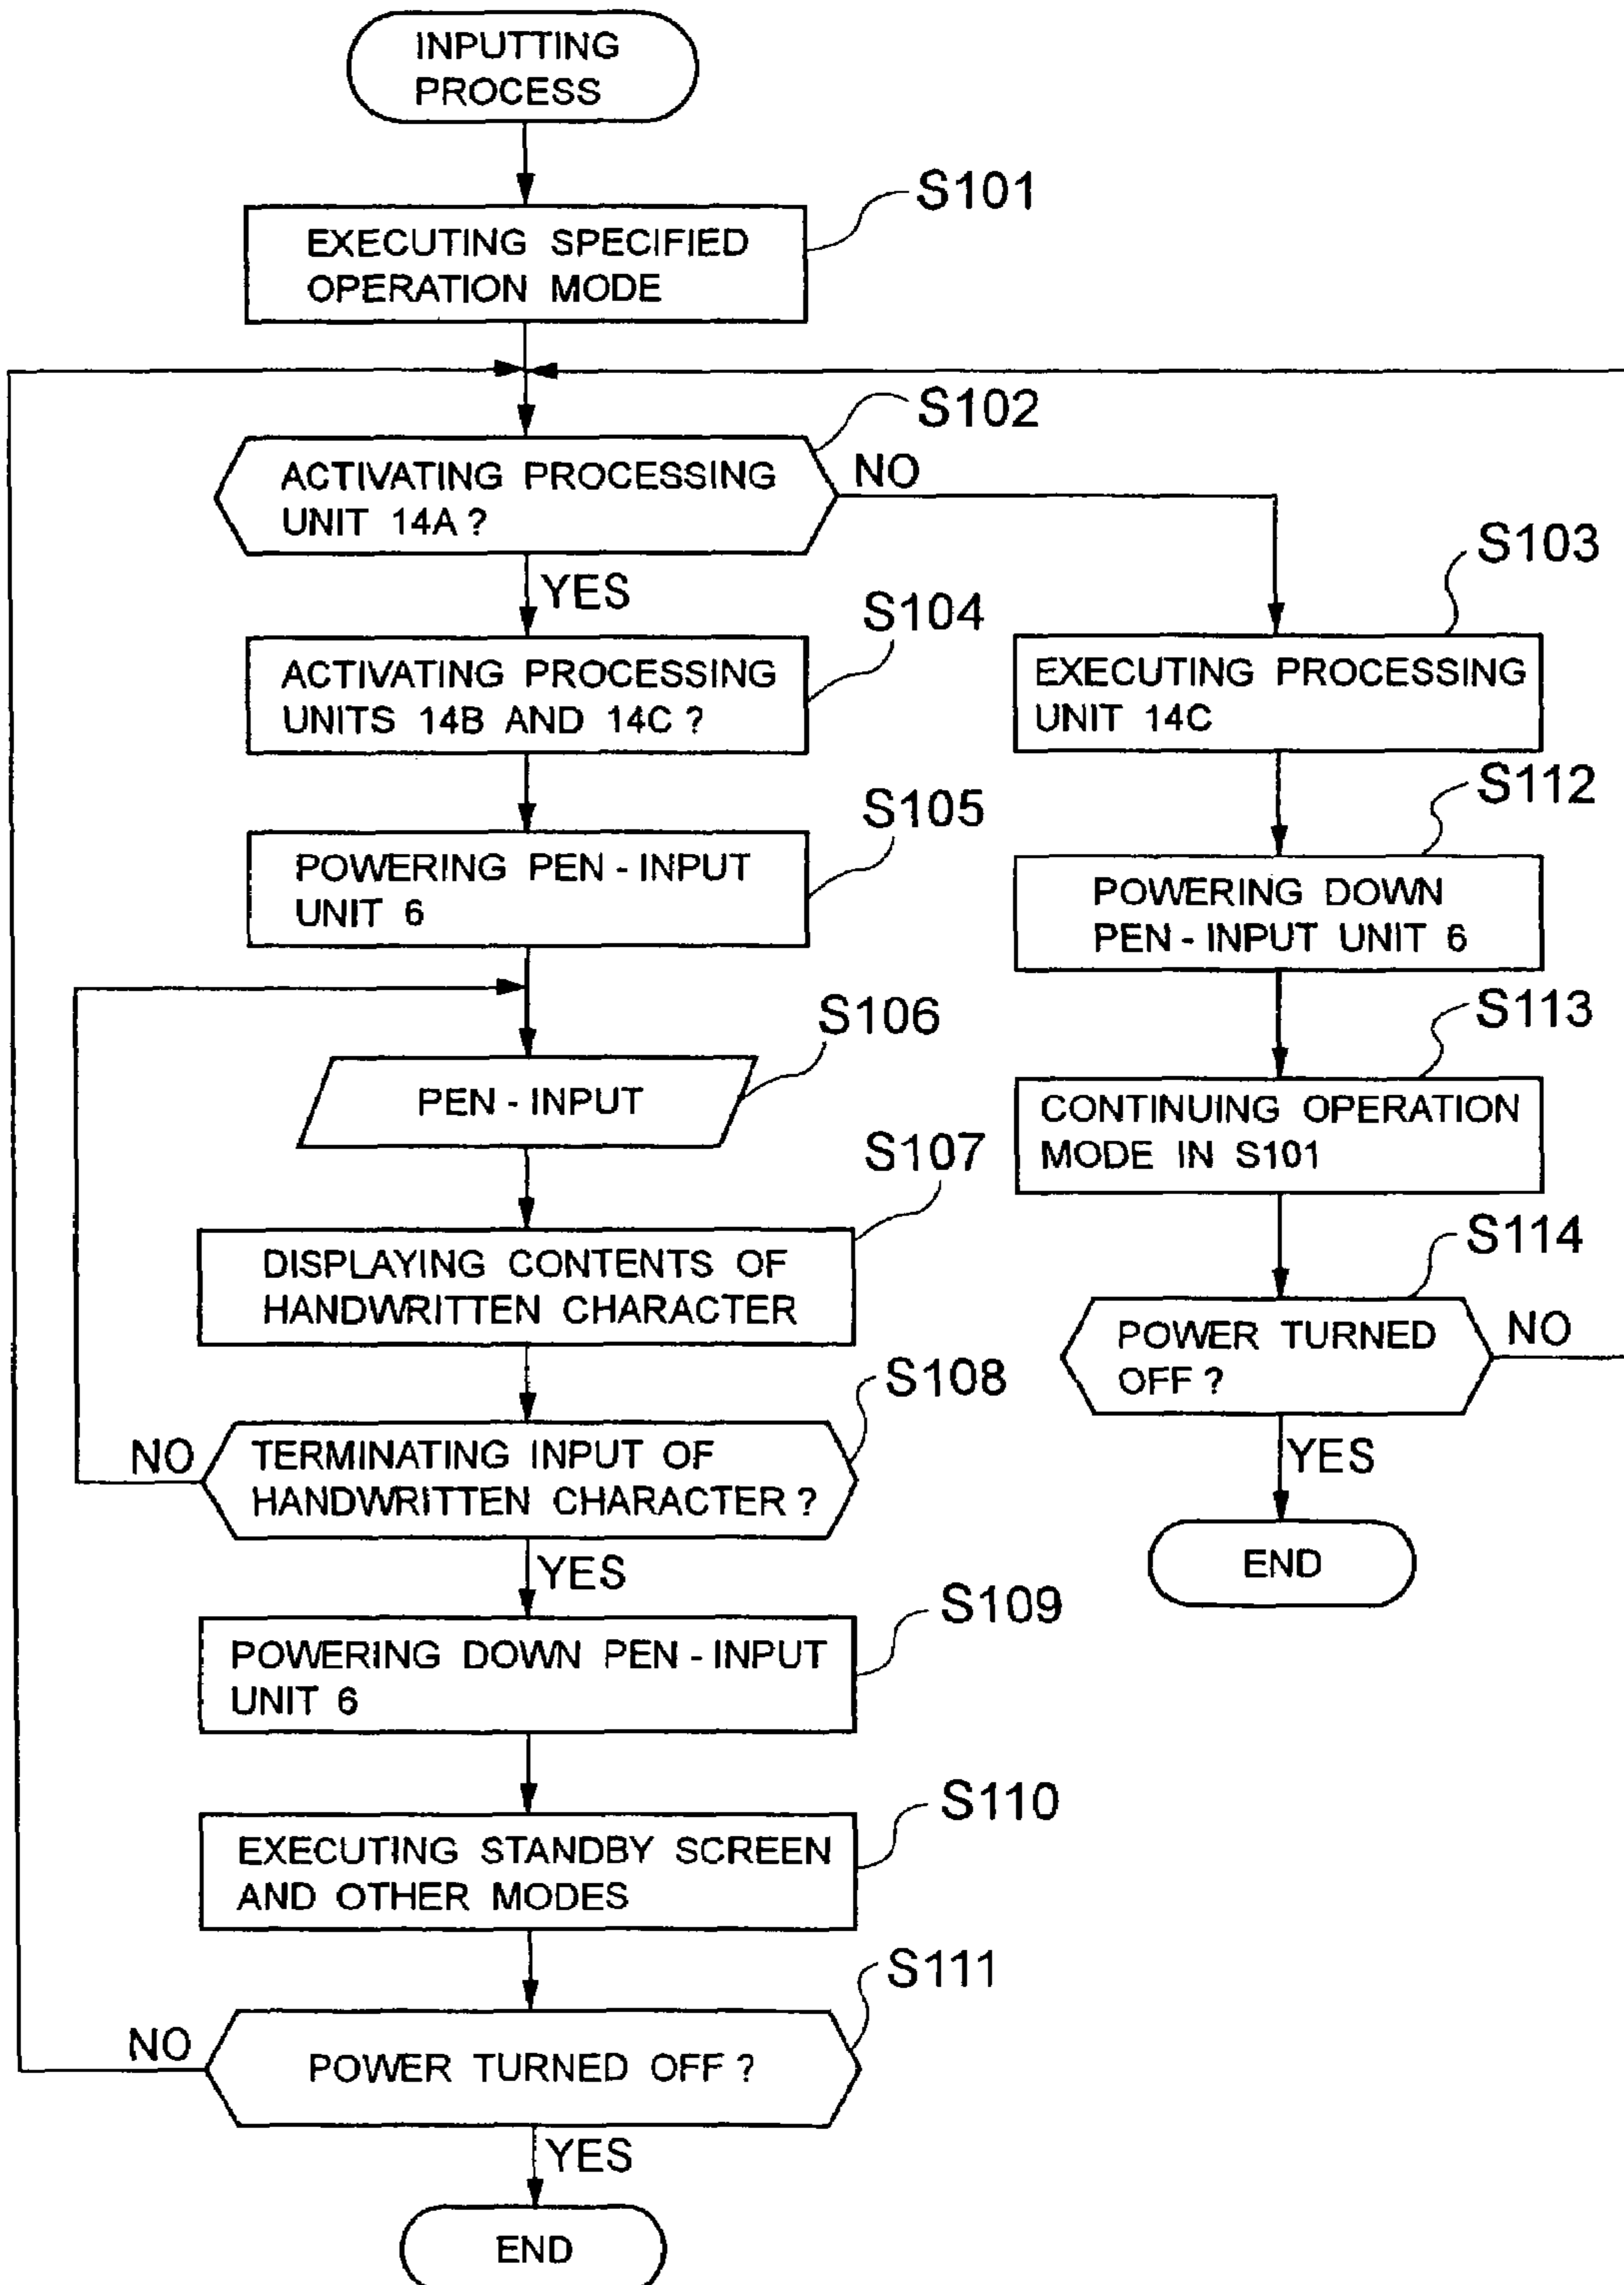 INPUTTING
PROCESS
S101
EXECUTING SPECIFIED
OPERATION MODE
S102
ACTIVATING PROCESSING
UNIT 14A ?
NO
YES
S103
EXECUTING PROCESSING
UNIT 14C
S104
ACTIVATING PROCESSING
UNITS 14B AND 14C ?
S112
POWERING DOWN
PEN - INPUT UNIT 6
S105
POWERING PEN - INPUT
UNIT 6
S113
CONTINUING OPERATION
MODE IN S101
S106
PEN - INPUT
S107
DISPLAYING CONTENTS OF
HANDWRITTEN CHARACTER
S114
POWER TURNED
OFF ?
NO
YES
END
S108
NO
TERMINATING INPUT OF
HANDWRITTEN CHARACTER ?
YES
S109
POWERING DOWN PEN - INPUT
UNIT 6
S110
EXECUTING STANDBY SCREEN
AND OTHER MODES
S111
NO
POWER TURNED OFF ?
YES
END